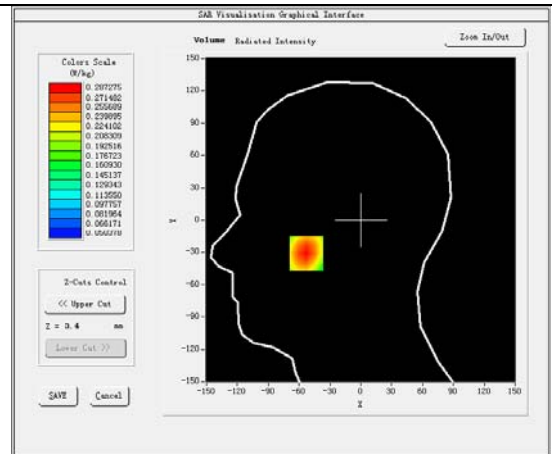 SAR Visualisation Graphical Interface
Volume Radiated Intensity
Zoom In/Out
Colors Scale
(W/kg)
0.287275
0.271482
0.255689
0.239895
0.224102
0.208309
0.192516
0.176723
0.160930
0.145137
0.129343
0.113550
0.097757
0.081964
0.066171
0.050378
Z-Cuts Control
<< Upper Cut
Z = 3.4 mm
Lower Cut >>
SAVE Cancel
150
120
90
60
30
0
-30
-60
-90
-120
-150
Y
-150 -120 -90 -60 -30 0 30 60 90 120 150
X